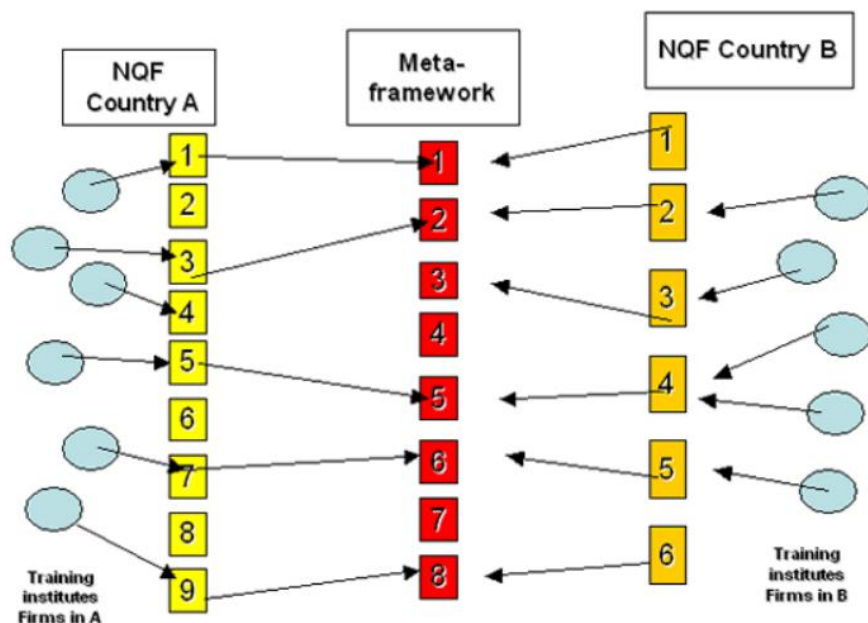 NQF
Country A
1
2
3
4
5
6
7
8
9
Training
institutes
Firms in A
Meta-
framework
1
2
3
4
5
6
7
8
NQF Country B
1
2
3
4
5
6
Training
institutes
Firms in B